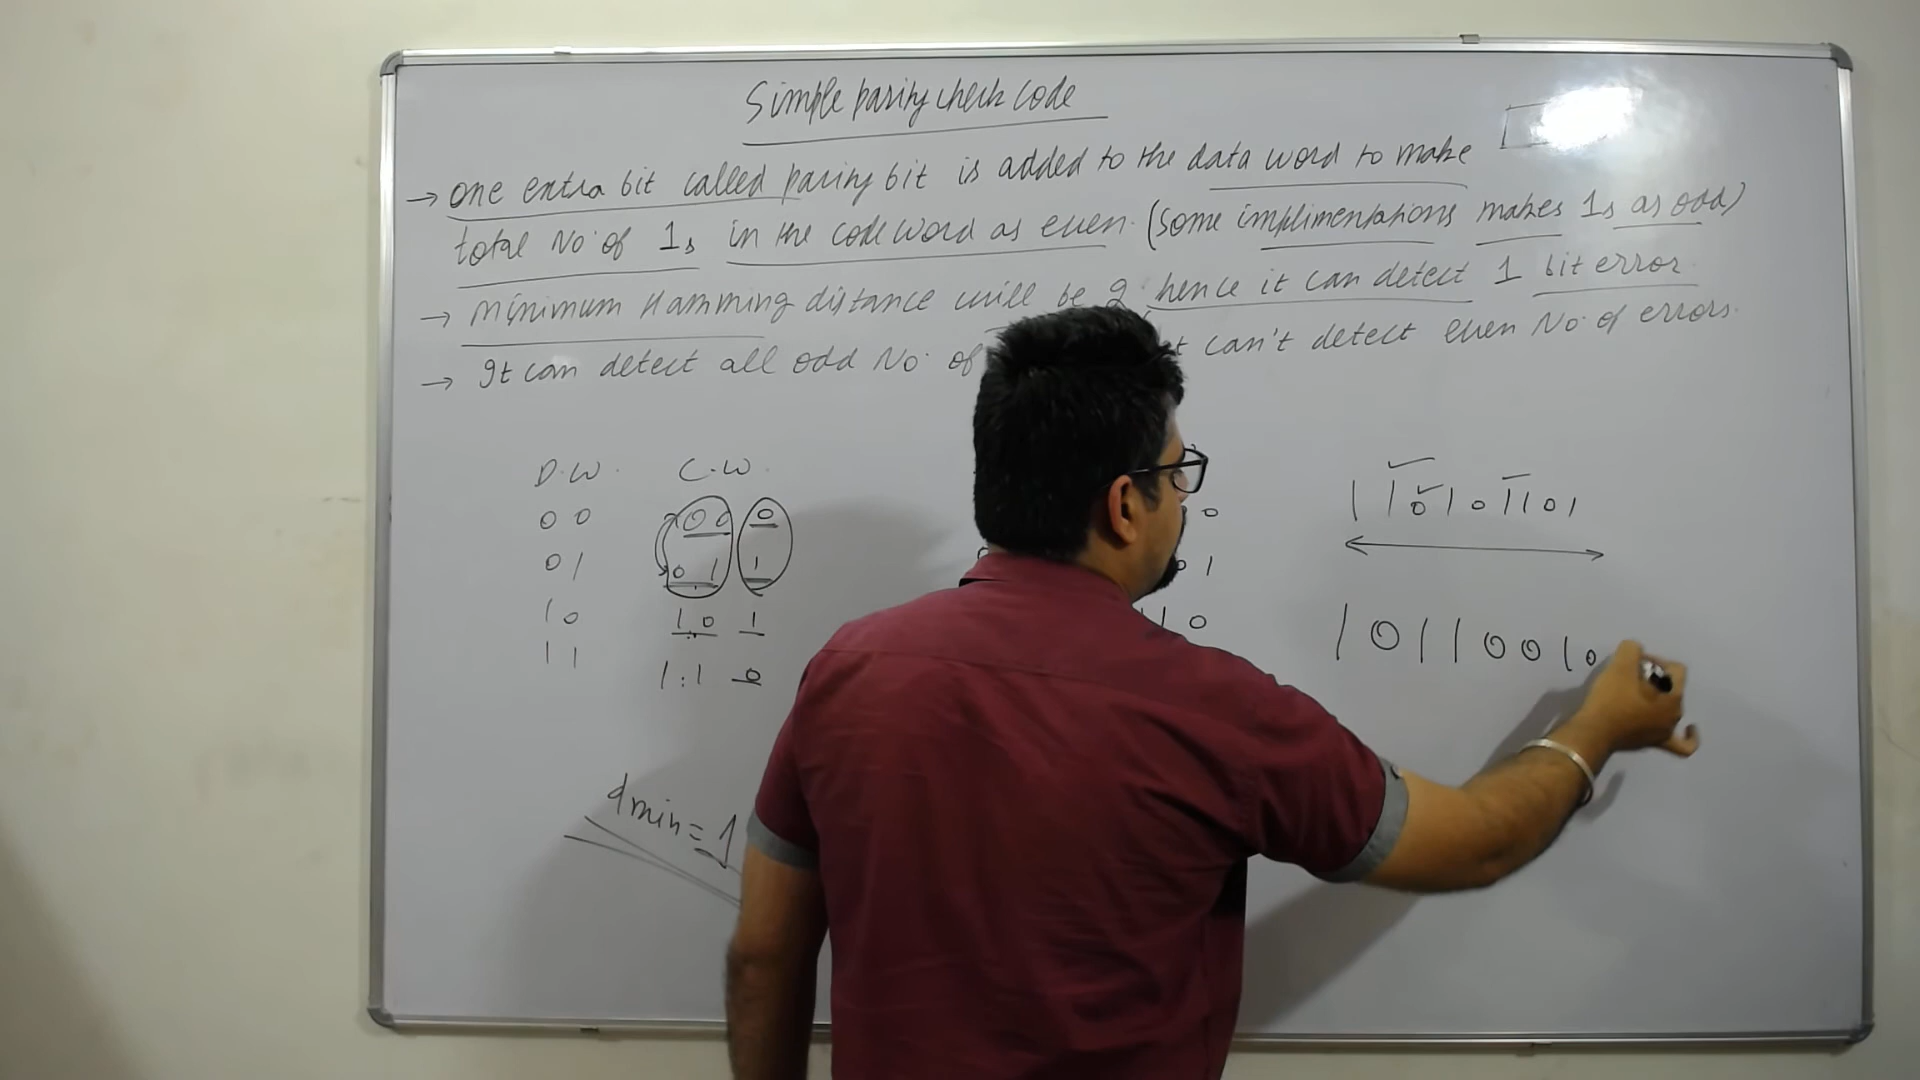 Simple parity check code
→ one extra bit called parity bit is added to the data word to make
total No. of 1s in the code word as even. (some implimentations makes 1s as odd)
→ minimum Hamming distance will be 2 hence it can detect 1 bit error
→ It can detect all odd No. of can't detect even No. of errors.
D.W. C.W.
0 0 0 0 0 0 1 1 0 1 0 1 1 0 1
0 1 0 1 1 0 1
1 0 1 0 1 1 0 1 0 1 1 0 0 1 0
1 1 1 1 0
dmin = 1